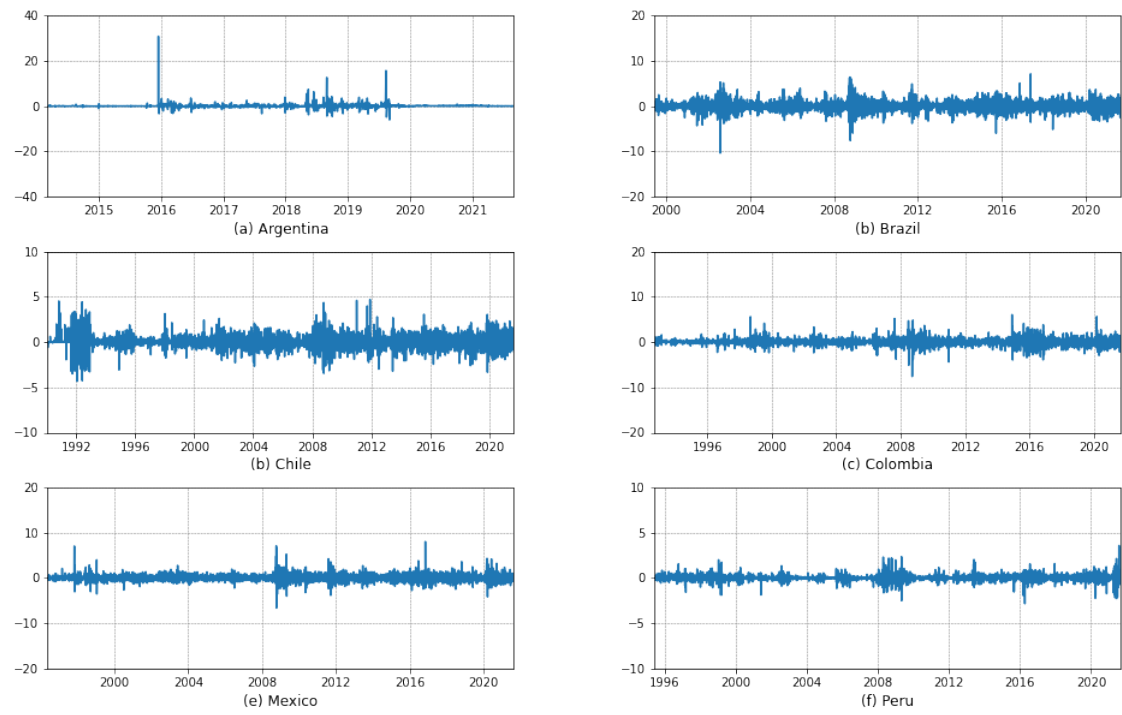 40
20
0
−20
−40
2015 2016 2017 2018 2019 2020 2021
(a) Argentina
20
10
0
−10
−20
2000 2004 2008 2012 2016 2020
(b) Brazil
10
5
0
−5
−10
1992 1996 2000 2004 2008 2012 2016 2020
(b) Chile
20
10
0
−10
−20
1996 2000 2004 2008 2012 2016 2020
(c) Colombia
20
10
0
−10
−20
2000 2004 2008 2012 2016 2020
(e) Mexico
10
5
0
−5
−10
1996 2000 2004 2008 2012 2016 2020
(f) Peru